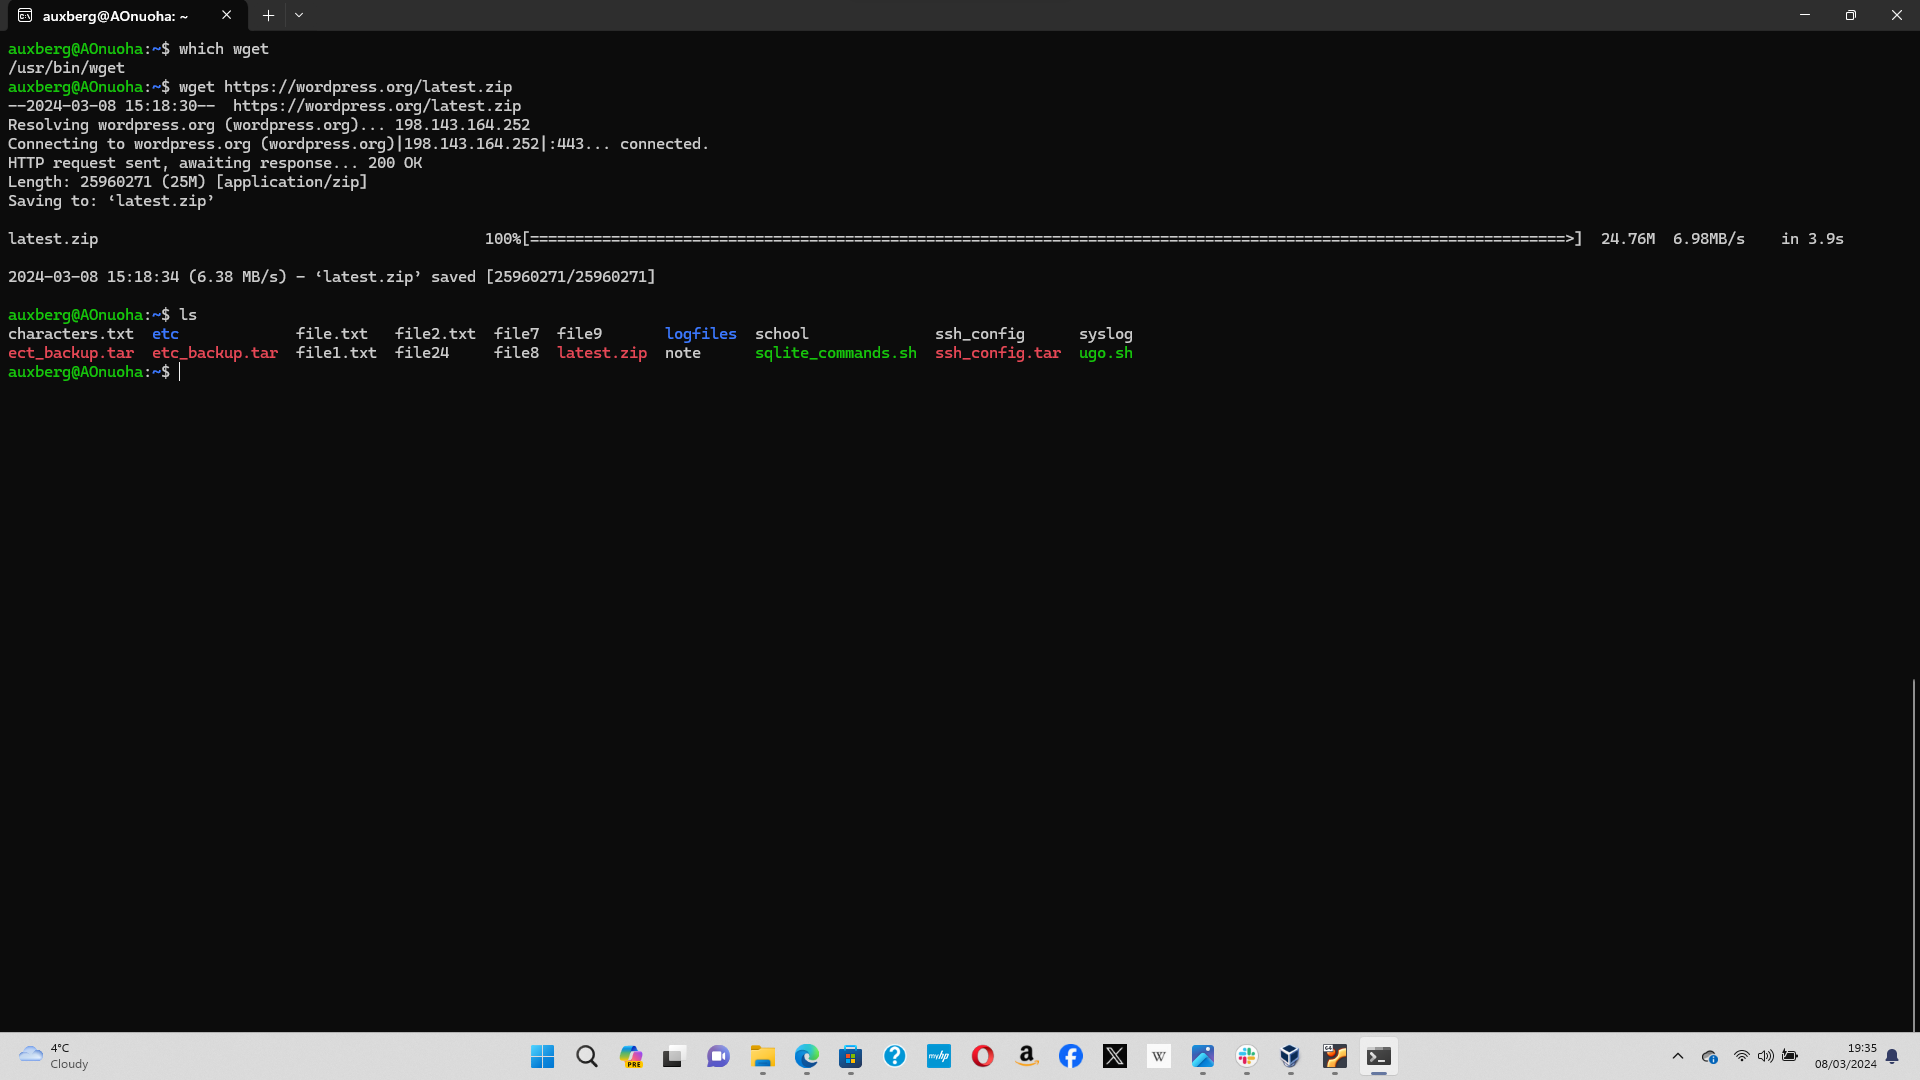 auxberg@AOnuoha: ~
auxberg@AOnuoha:~$ which wget
/usr/bin/wget
auxberg@AOnuoha:~$ wget https://wordpress.org/latest.zip
--2024-03-08 15:18:30--  https://wordpress.org/latest.zip
Resolving wordpress.org (wordpress.org)... 198.143.164.252
Connecting to wordpress.org (wordpress.org)|198.143.164.252|:443... connected.
HTTP request sent, awaiting response... 200 OK
Length: 25960271 (25M) [application/zip]
Saving to: ‘latest.zip’
latest.zip 100%[===================================================================================================================>] 24.76M 6.98MB/s in 3.9s
2024-03-08 15:18:34 (6.38 MB/s) - ‘latest.zip’ saved [25960271/25960271]
auxberg@AOnuoha:~$ ls
characters.txt etc file.txt file2.txt file7 file9 logfiles school ssh_config syslog
ect_backup.tar etc_backup.tar file1.txt file24 file8 latest.zip note sqlite_commands.sh ssh_config.tar ugo.sh
auxberg@AOnuoha:~$
4°C
Cloudy
PRE
myhp
W
64
19:35
08/03/2024